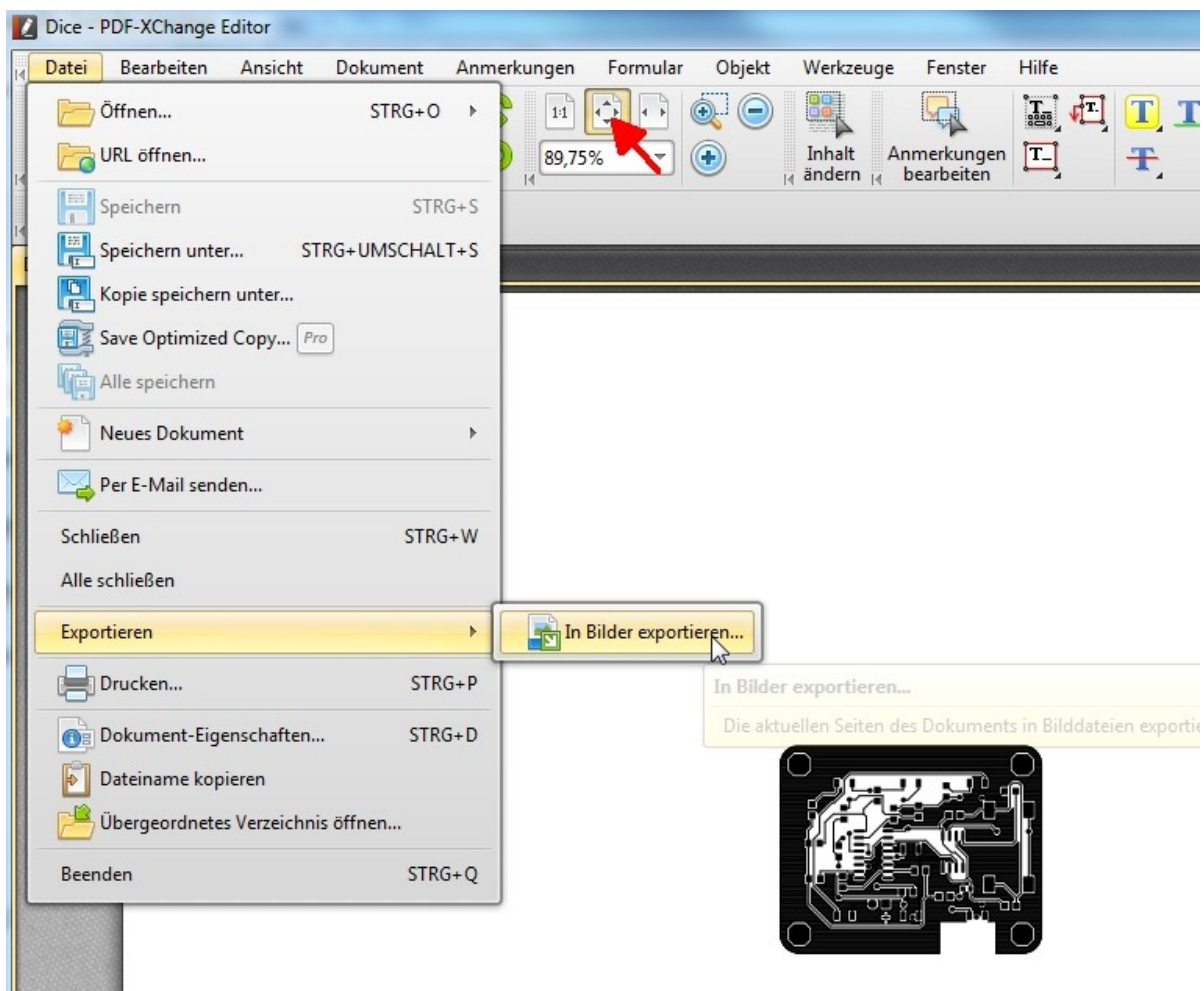 Dice - PDF-XChange Editor
Datei Bearbeiten Ansicht Dokument Anmerkungen Formular Objekt Werkzeuge Fenster Hilfe
1:1
89,75%
Inhalt ändern
Anmerkungen bearbeiten
T
T
T
T
T
T
Öffnen... STRG+O
URL öffnen...
Speichern STRG+S
Speichern unter... STRG+UMSCHALT+S
Kopie speichern unter...
Save Optimized Copy... Pro
Alle speichern
Neues Dokument
Per E-Mail senden...
Schließen STRG+W
Alle schließen
Exportieren
In Bilder exportieren...
Drucken... STRG+P
In Bilder exportieren...
Die aktuellen Seiten des Dokuments in Bilddateien exportie
Dokument-Eigenschaften... STRG+D
Dateiname kopieren
Übergeordnetes Verzeichnis öffnen...
Beenden STRG+Q